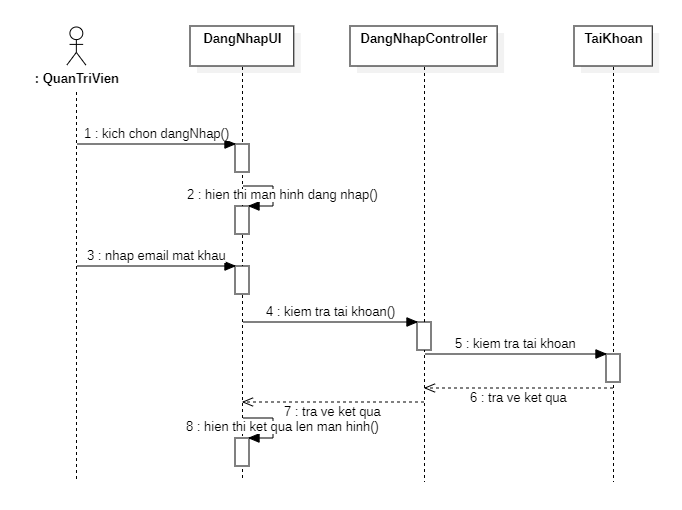 DangNhapUI
DangNhapController
TaiKhoan
: QuanTriVien
1 : kich chon dangNhap()
2 : hien thi man hinh dang nhap()
3 : nhap email mat khau
4 : kiem tra tai khoan()
5 : kiem tra tai khoan
6 : tra ve ket qua
7 : tra ve ket qua
8 : hien thi ket qua len man hinh()